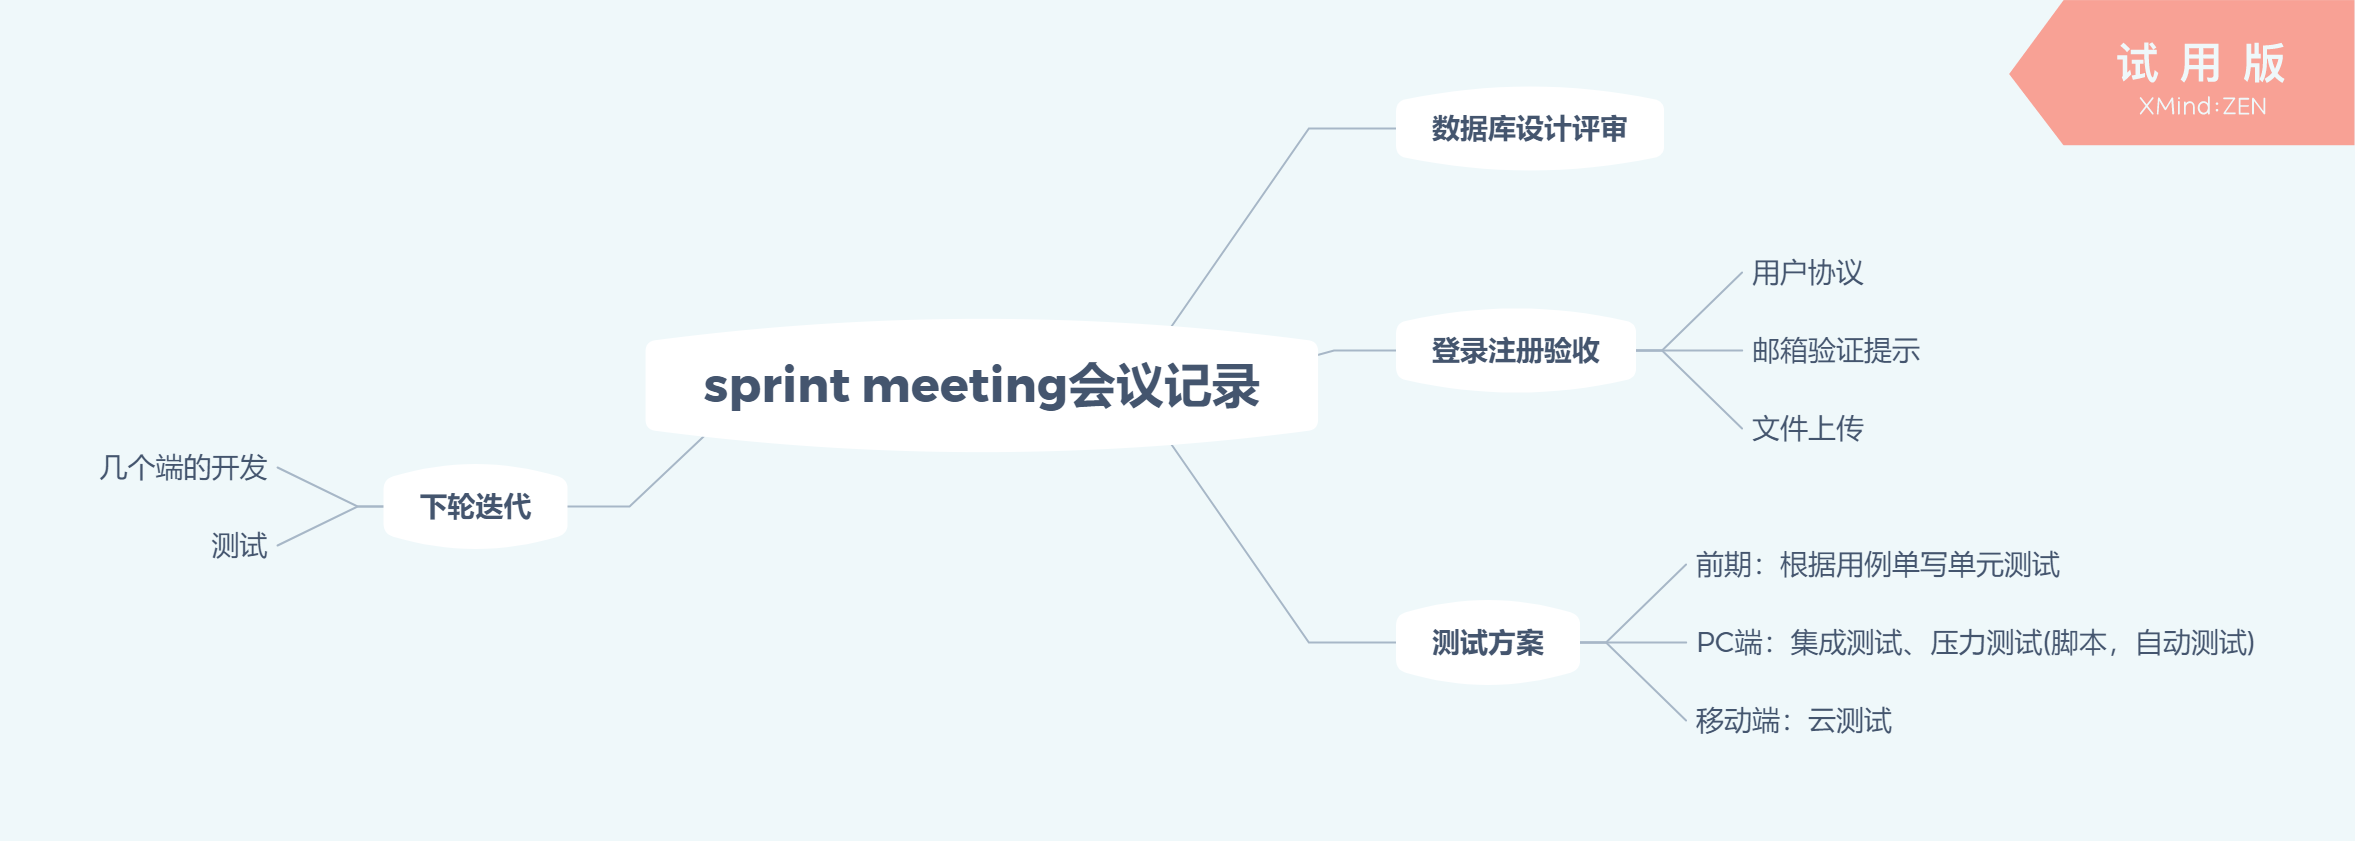 试用版
XMind:ZEN
数据库设计评审
用户协议
登录注册验收
邮箱验证提示
文件上传
sprint meeting会议记录
几个端的开发
下轮迭代
测试
前期：根据用例单写单元测试
测试方案
PC端：集成测试、压力测试(脚本，自动测试)
移动端：云测试